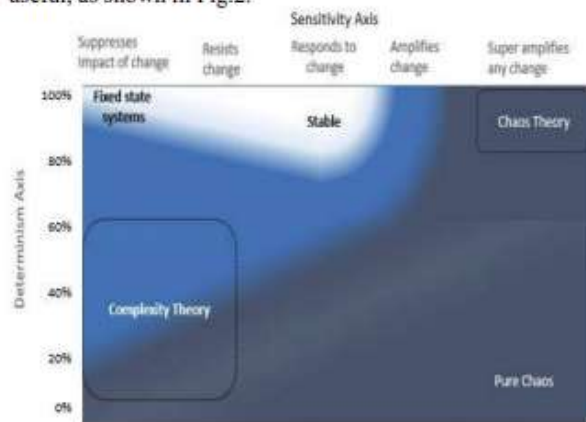 useful, as shown in Fig.2.
Sensitivity Axis
Suppresses Resists Responds to Amplifies Super amplifies
Impact of change change change change any change
100% Fixed state
systems
Stable
Chaos Theory
80%
60%
Determinism Axis
40%
Complexity Theory
20%
Pure Chaos
0%